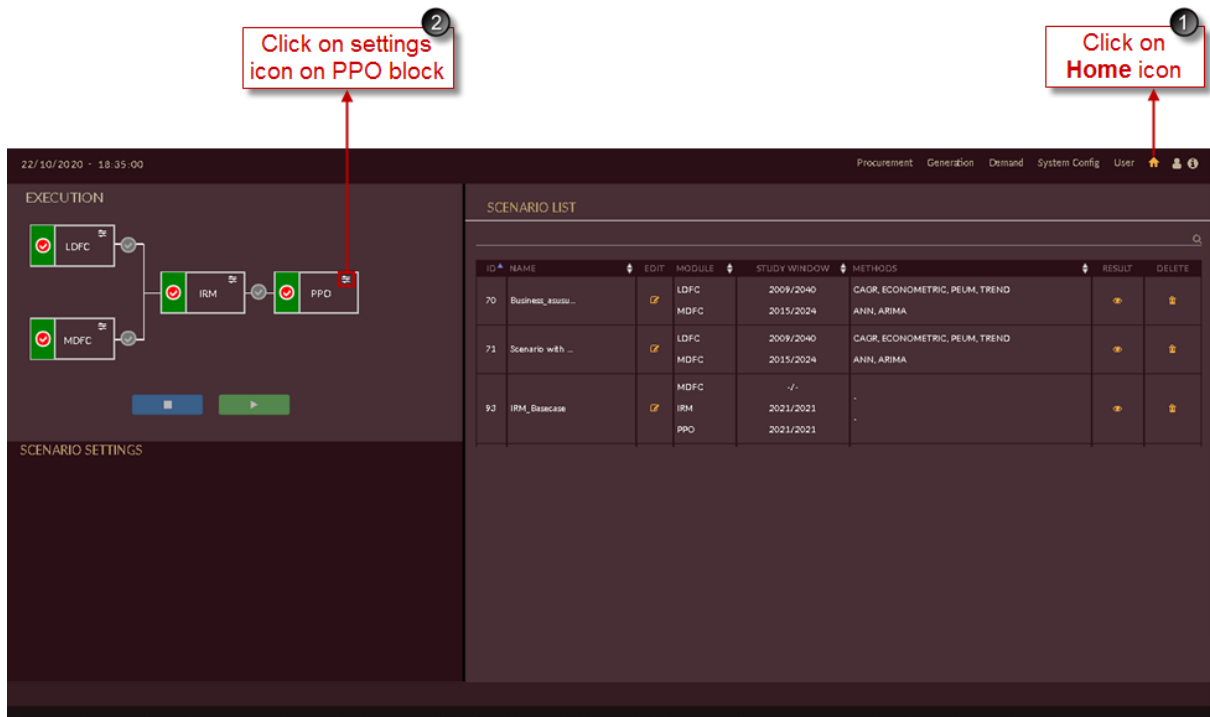 2
Click on settings
icon on PPO block
1
Click on
Home icon
22/10/2020 - 18:35:00
Procurement Generation Demand System Config User
EXECUTION
LDFC
IRM
PPO
MDFC
SCENARIO SETTINGS
SCENARIO LIST
ID NAME EDIT MODULE STUDY WINDOW METHODS RESULT DELETE
70 Business_asusu...
LDFC 2009/2040 CAGR, ECONOMETRIC, PEUM, TREND
MDFC 2015/2024 ANN, ARIMA
71 Scenario with ...
LDFC 2009/2040 CAGR, ECONOMETRIC, PEUM, TREND
MDFC 2015/2024 ANN, ARIMA
93 IRM_Basecase
MDFC -/-
IRM 2021/2021 -
PPO 2021/2021 -